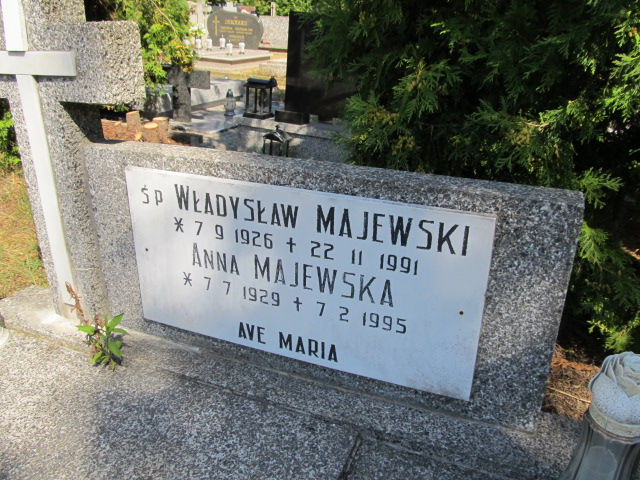 ŚP WŁADYSŁAW MAJEWSKI
* 7 9 1926 + 22 11 1991
ANNA MAJEWSKA
* 7 7 1929 + 7 2 1995
AVE MARIA